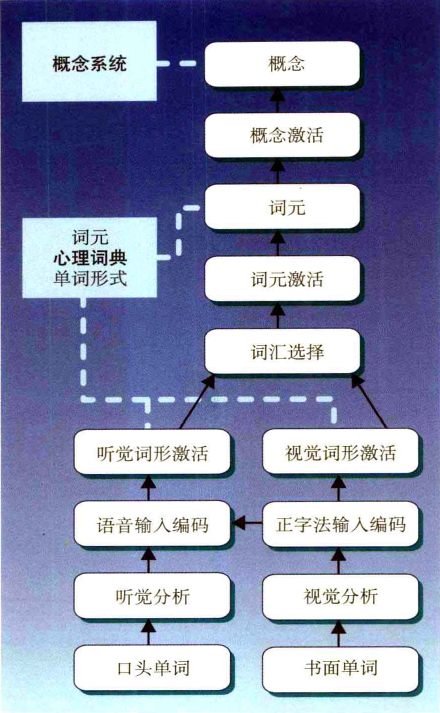 概念系统
概念
概念激活
词元
词元
心理词典
单词形式
词元激活
词汇选择
听觉词形激活
视觉词形激活
语音输入编码
正字法输入编码
听觉分析
视觉分析
口头单词
书面单词